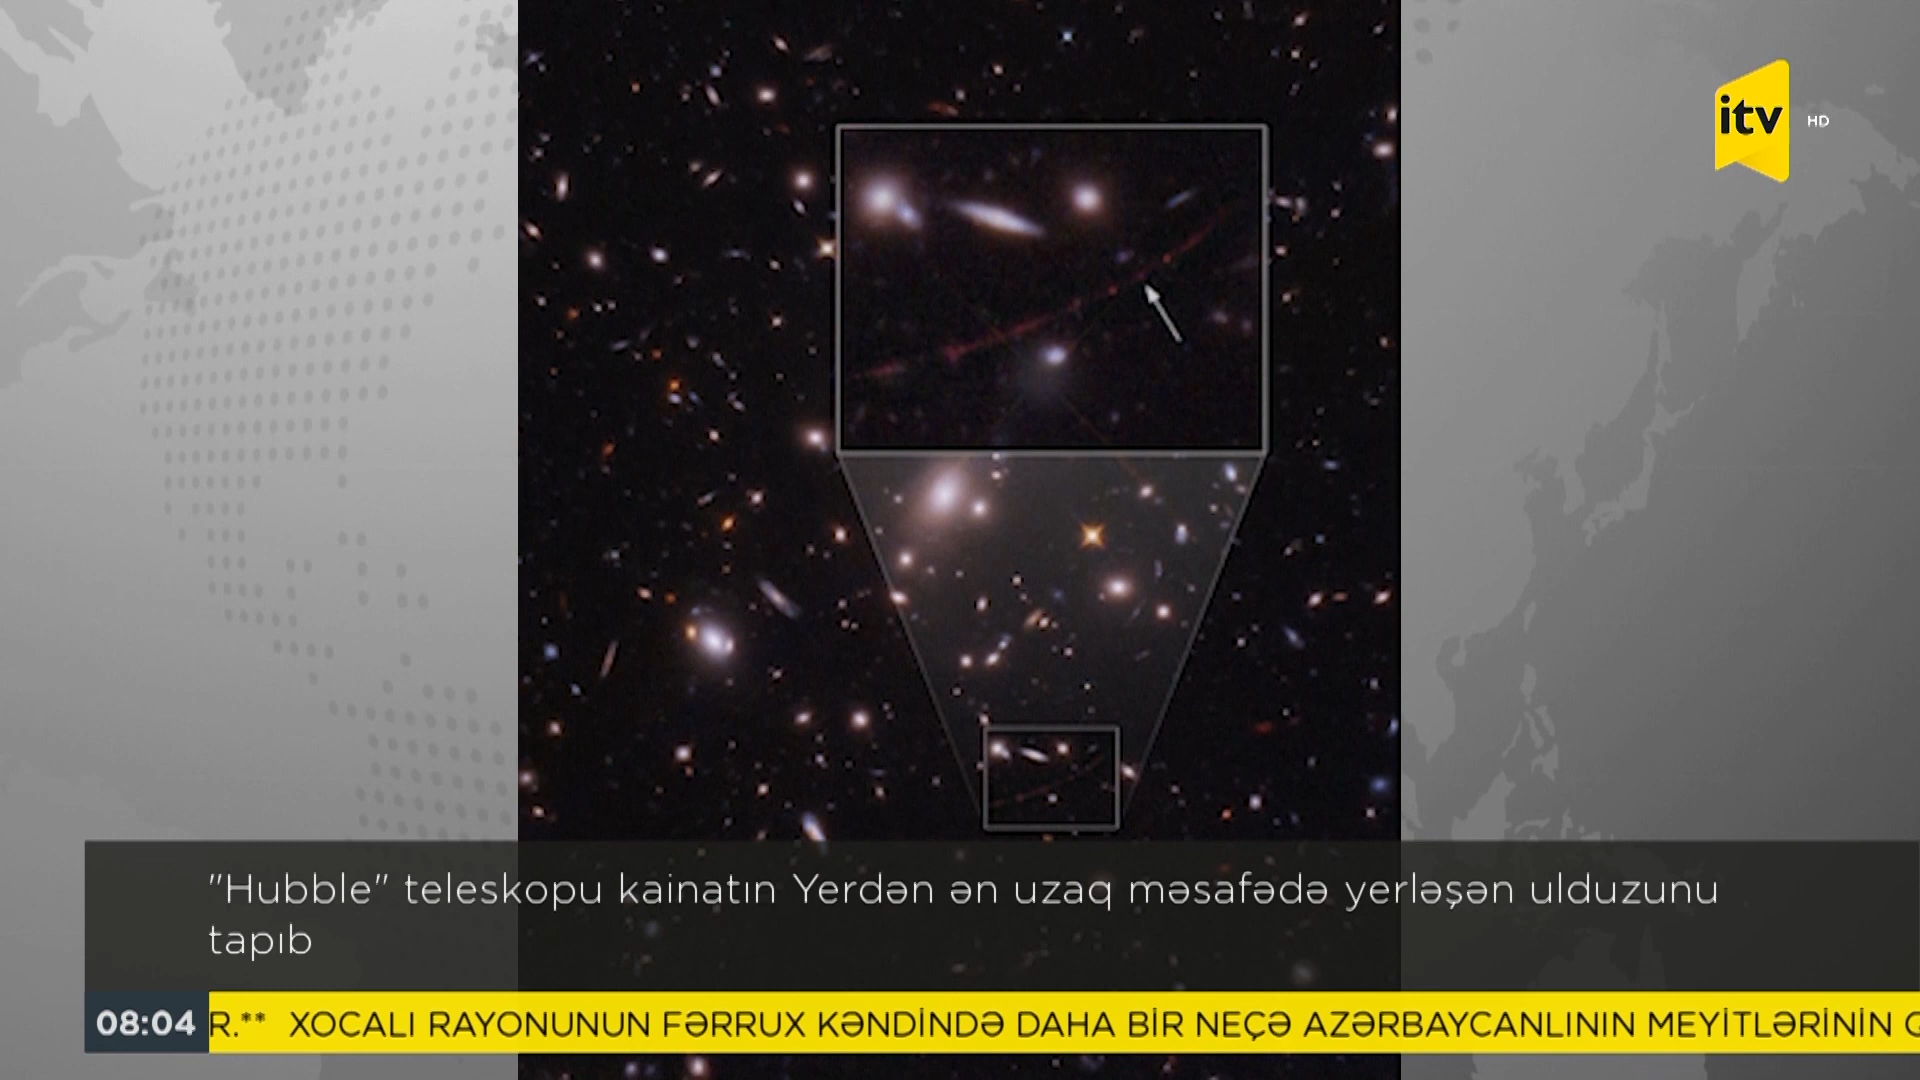 itv HD
"Hubble" teleskopu kainatın Yerdən ən uzaq məsafədə yerləşən ulduzunu
tapıb
08:04 R.** XOCALI RAYONUNUN FƏRRUX KƏNDİNDƏ DAHA BİR NEÇƏ AZƏRBAYCANLININ MEYİTLƏRİNİN